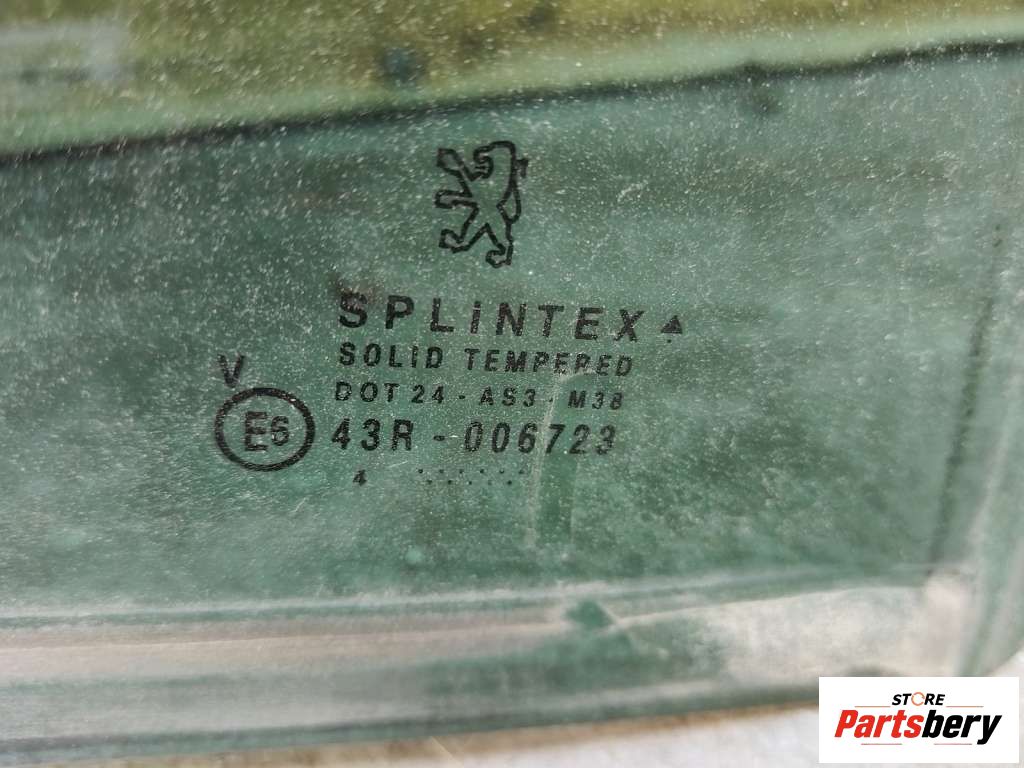 SPLiNTEX
SOLID TEMPERED
V
DOT 24 - AS3 - M38
E6
43R - 006723
4 ............
STORE
Partsbery